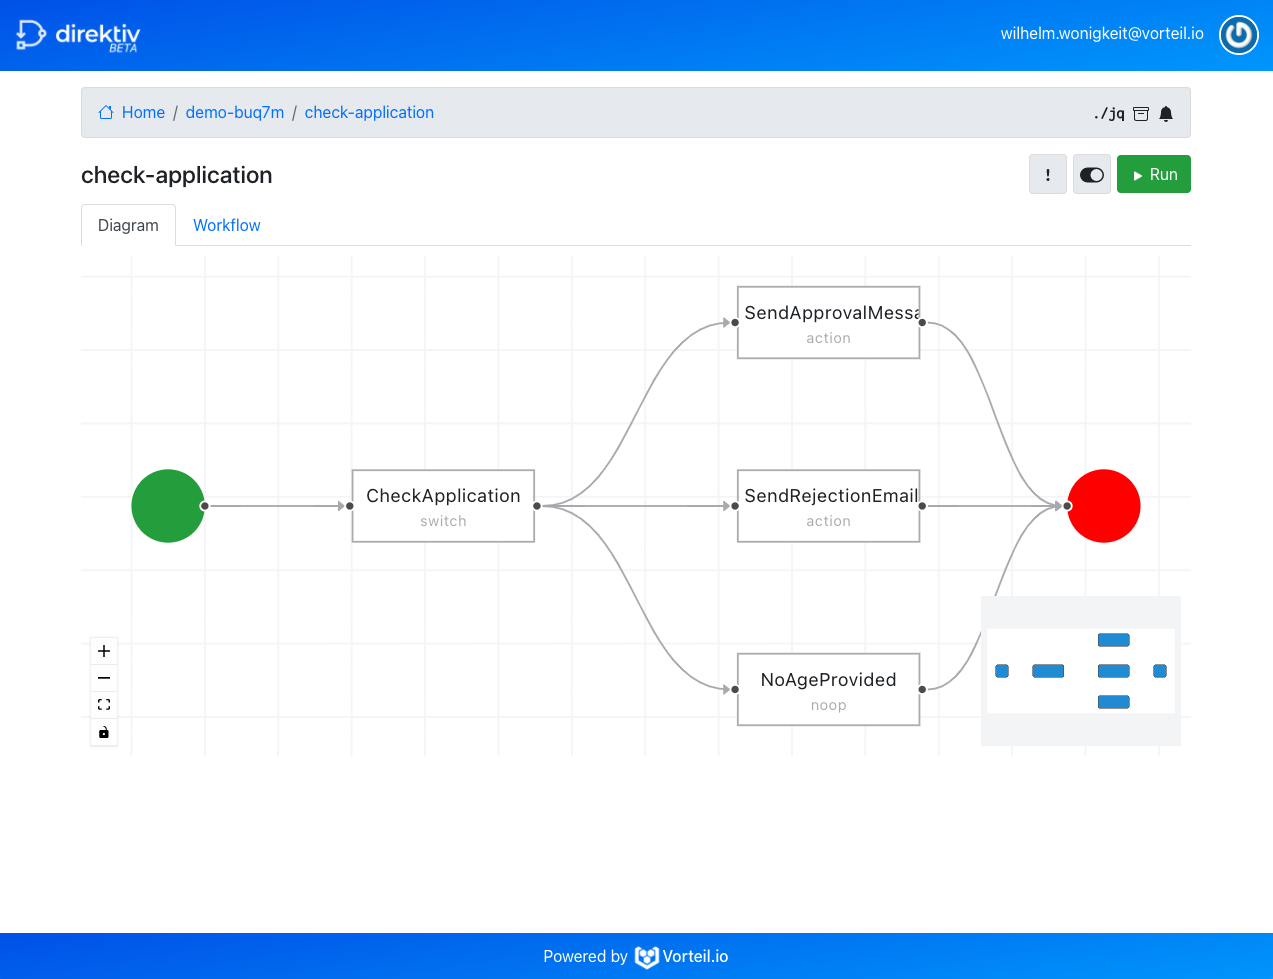 direktiv
BETA
wilhelm.wonigkeit@vorteil.io
Home / demo-buq7m / check-application
./jq
check-application
! Run
Diagram Workflow
SendApprovalMessa
action
CheckApplication
switch
SendRejectionEmail
action
NoAgeProvided
noop
Powered by Vorteil.io